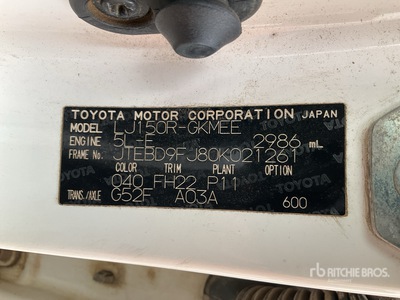 TOYOTA MOTOR CORPORATION JAPAN
MODEL LJ150R-GKMEE
ENGINE 5L-E 2986 mL
FRAME No. JTEBD9FJ80K021261
COLOR TRIM PLANT OPTION
040 FH22 P11
TRANS/AXLE G52F A03A 600
rb RITCHIE BROS.